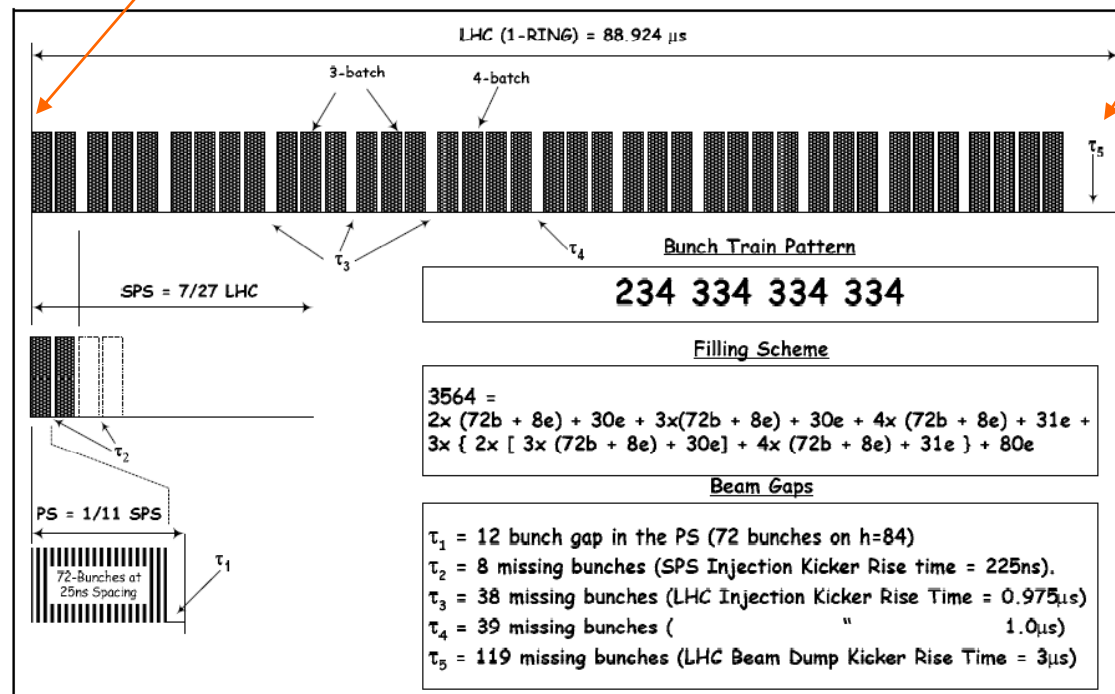 LHC (1-RING) = 88.924 μs
3-batch
4-batch
τ5
τ3
τ4
Bunch Train Pattern
234 334 334 334
SPS = 7/27 LHC
Filling Scheme
3564 =
2x (72b + 8e) + 30e + 3x(72b + 8e) + 30e + 4x (72b + 8e) + 31e +
3x { 2x [ 3x (72b + 8e) + 30e] + 4x (72b + 8e) + 31e } + 80e
τ2
Beam Gaps
PS = 1/11 SPS
τ1
72-Bunches at
25ns Spacing
τ1 = 12 bunch gap in the PS (72 bunches on h=84)
τ2 = 8 missing bunches (SPS Injection Kicker Rise time = 225ns).
τ3 = 38 missing bunches (LHC Injection Kicker Rise Time = 0.975μs)
τ4 = 39 missing bunches ( " 1.0μs)
τ5 = 119 missing bunches (LHC Beam Dump Kicker Rise Time = 3μs)